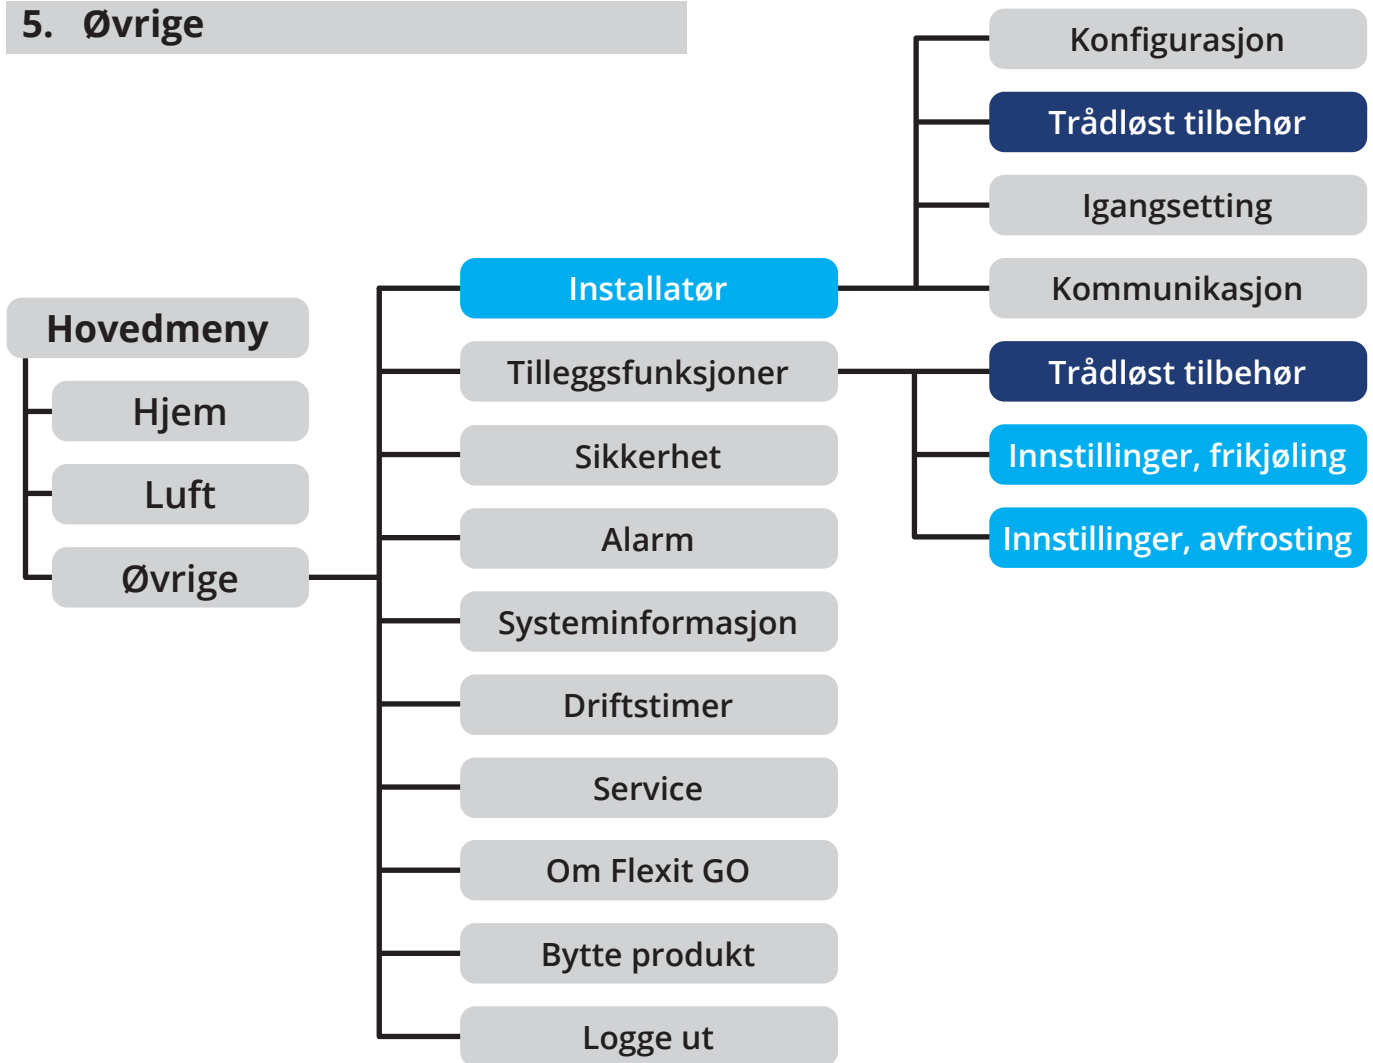 5. Øvrige
Hovedmeny
Hjem
Luft
Øvrige
Installatør
Tilleggsfunksjoner
Sikkerhet
Alarm
Systeminformasjon
Driftstimer
Service
Om Flexit GO
Bytte produkt
Logge ut
Konfigurasjon
Trådløst tilbehør
Igangsetting
Kommunikasjon
Trådløst tilbehør
Innstillinger, frikjøling
Innstillinger, avfrosting